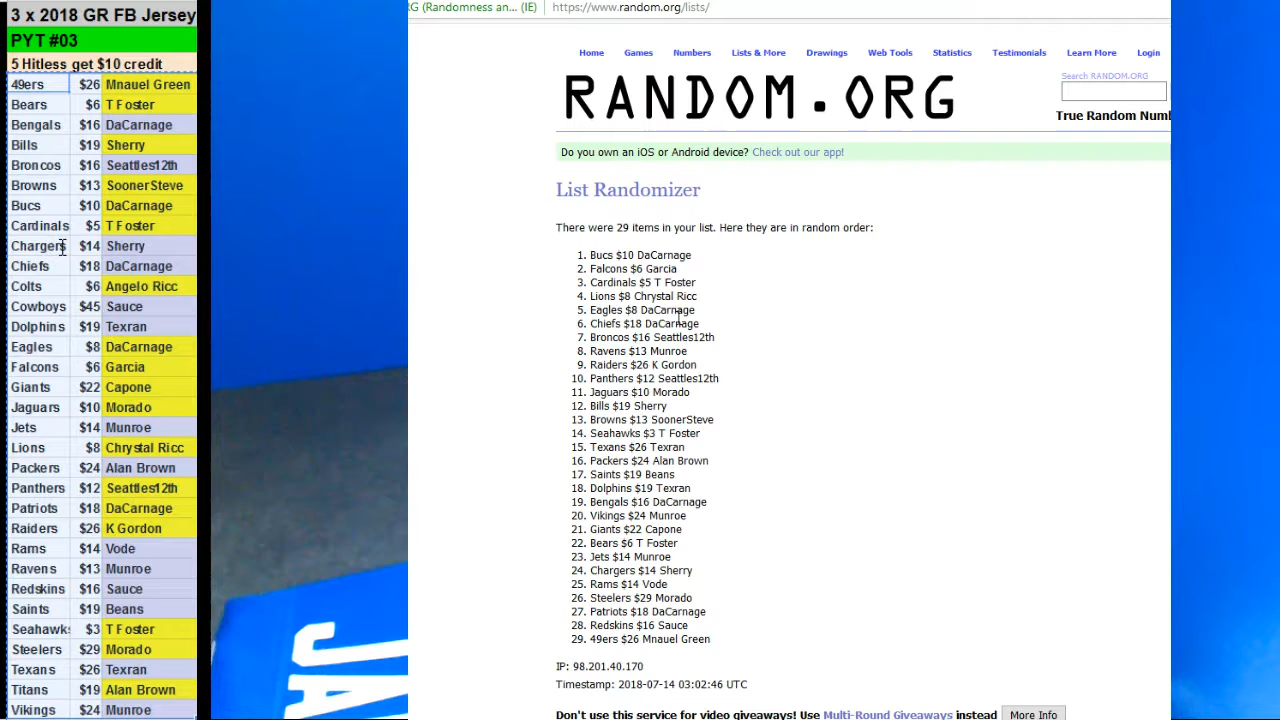 3 x 2018 GR FB Jersey
PYT #03
5 Hitless get $10 credit
49ers $26 Mnauel Green
Bears $6 T Foster
Bengals $16 DaCarnage
Bills $19 Sherry
Broncos $16 Seattles12th
Browns $13 SoonerSteve
Bucs $10 DaCarnage
Cardinals $5 T Foster
Chargers $14 Sherry
Chiefs $18 DaCarnage
Colts $6 Angelo Ricc
Cowboys $45 Sauce
Dolphins $19 Texran
Eagles $8 DaCarnage
Falcons $6 Garcia
Giants $22 Capone
Jaguars $10 Morado
Jets $14 Munroe
Lions $8 Chrystal Ricc
Packers $24 Alan Brown
Panthers $12 Seattles12th
Patriots $18 DaCarnage
Raiders $26 K Gordon
Rams $14 Vode
Ravens $13 Munroe
Redskins $16 Sauce
Saints $19 Beans
Seahawks $3 T Foster
Steelers $29 Morado
Texans $26 Texran
Titans $19 Alan Brown
Vikings $24 Munroe
RG (Randomness an... (IE) https://www.random.org/lists/
Home Games Numbers Lists & More Drawings Web Tools Statistics Testimonials Learn More Login
Search RANDOM.ORG
RANDOM.ORG
True Random Numb
Do you own an iOS or Android device? Check out our app!
List Randomizer
There were 29 items in your list. Here they are in random order:
1. Bucs $10 DaCarnage
2. Falcons $6 Garcia
3. Cardinals $5 T Foster
4. Lions $8 Chrystal Ricc
5. Eagles $8 DaCarnage
6. Chiefs $18 DaCarnage
7. Broncos $16 Seattles12th
8. Ravens $13 Munroe
9. Raiders $26 K Gordon
10. Panthers $12 Seattles12th
11. Jaguars $10 Morado
12. Bills $19 Sherry
13. Browns $13 SoonerSteve
14. Seahawks $3 T Foster
15. Texans $26 Texran
16. Packers $24 Alan Brown
17. Saints $19 Beans
18. Dolphins $19 Texran
19. Bengals $16 DaCarnage
20. Vikings $24 Munroe
21. Giants $22 Capone
22. Bears $6 T Foster
23. Jets $14 Munroe
24. Chargers $14 Sherry
25. Rams $14 Vode
26. Steelers $29 Morado
27. Patriots $18 DaCarnage
28. Redskins $16 Sauce
29. 49ers $26 Mnauel Green
IP: 98.201.40.170
Timestamp: 2018-07-14 03:02:46 UTC
Don't use this service for video giveaways! Use Multi-Round Giveaways instead More Info
JA